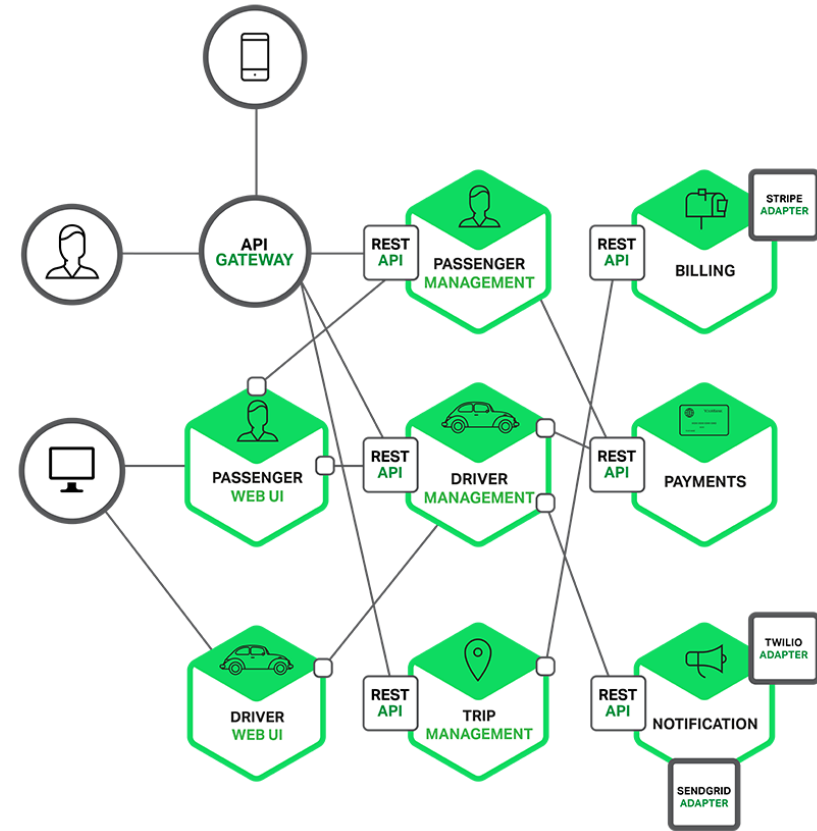 API
GATEWAY
REST
API
PASSENGER
MANAGEMENT
REST
API
BILLING
STRIPE
ADAPTER
PASSENGER
WEB UI
REST
API
DRIVER
MANAGEMENT
REST
API
PAYMENTS
DRIVER
WEB UI
REST
API
TRIP
MANAGEMENT
REST
API
NOTIFICATION
TWILIO
ADAPTER
SENDGRID
ADAPTER